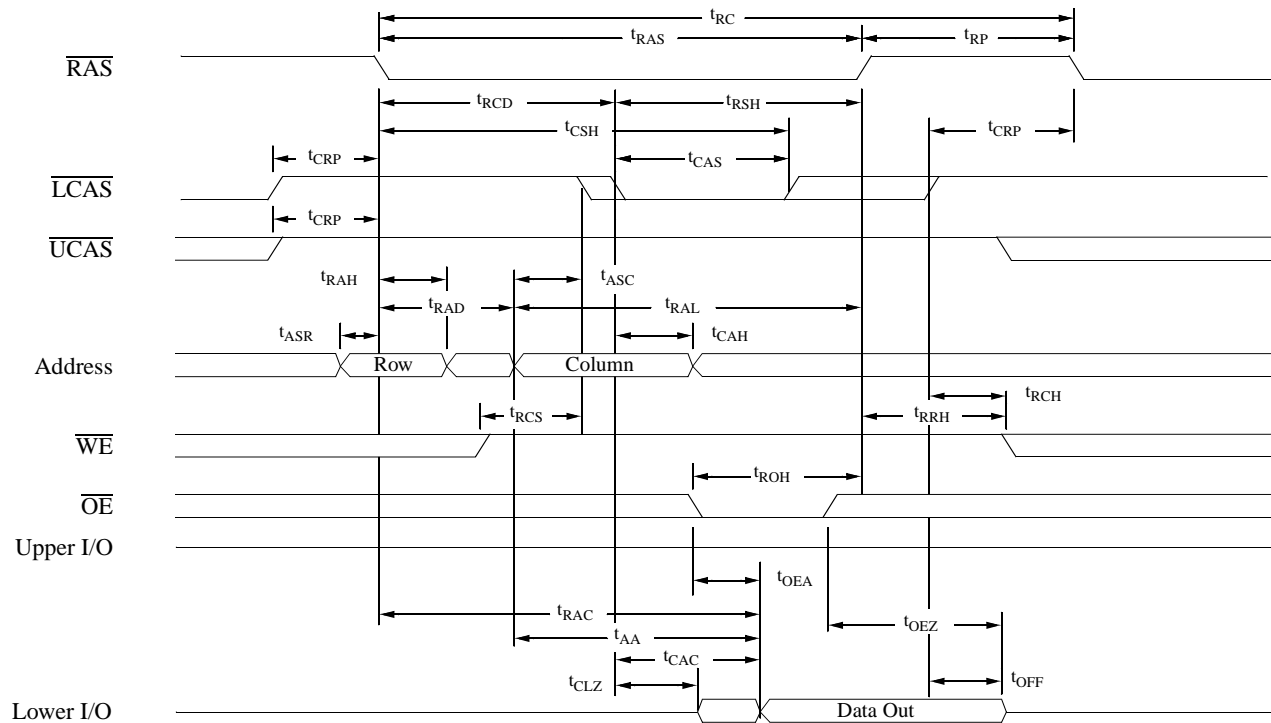 tRC
tRAS
tRP
RAS
tRCD
tRSH
tCSH
tCRP
tCRP
tCAS
LCAS
tCRP
UCAS
tRAH
tASC
tRAD
tRAL
tASR
tCAH
Address
Row
Column
tRCH
tRCS
tRRH
WE
tROH
OE
Upper I/O
tOEA
tRAC
tOEZ
tAA
tCAC
tCLZ
tOFF
Lower I/O
Data Out